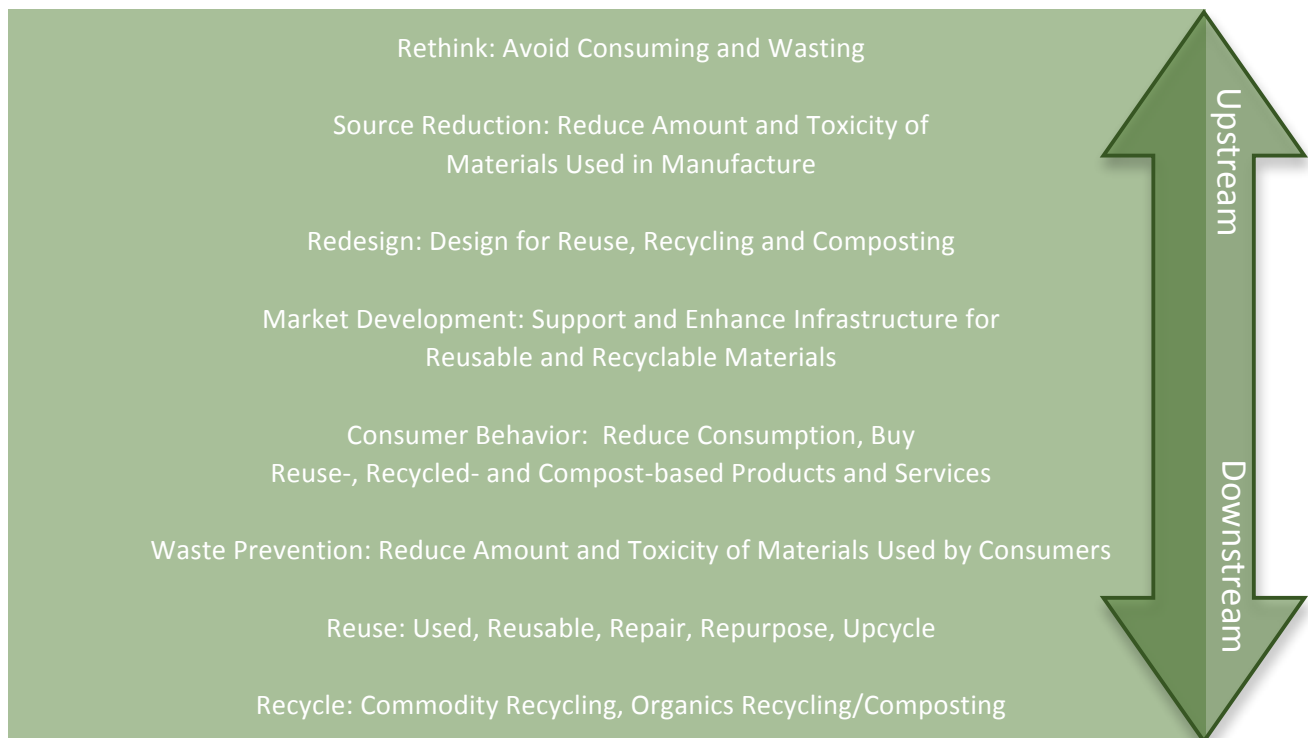 Rethink: Avoid Consuming and Wasting
Source Reduction: Reduce Amount and Toxicity of
Materials Used in Manufacture
Redesign: Design for Reuse, Recycling and Composting
Market Development: Support and Enhance Infrastructure for
Reusable and Recyclable Materials
Consumer Behavior:  Reduce Consumption, Buy
Reuse-, Recycled- and Compost-based Products and Services
Waste Prevention: Reduce Amount and Toxicity of Materials Used by Consumers
Reuse: Used, Reusable, Repair, Repurpose, Upcycle
Recycle: Commodity Recycling, Organics Recycling/Composting
Upstream
Downstream